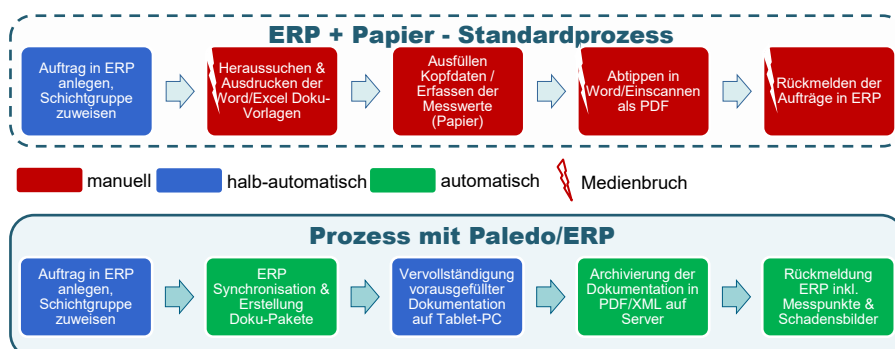 ERP + Papier - Standardprozess
Auftrag in ERP
anlegen,
Schichtgruppe
zuweisen
Heraussuchen &
Ausdrucken der
Word/Excel Doku-
Vorlagen
Ausfüllen
Kopfdaten /
Erfassen der
Messwerte
(Papier)
Abtippen in
Word/Einscannen
als PDF
Rückmelden der
Aufträge in ERP
manuell
halb-automatisch
automatisch
Medienbruch
Prozess mit Paledo/ERP
Auftrag in ERP
anlegen,
Schichtgruppe
zuweisen
ERP
Synchronisation &
Erstellung
Doku-Pakete
Vervollständigung
vorausgefüllter
Dokumentation
auf Tablet-PC
Archivierung der
Dokumentation in
PDF/XML auf
Server
Rückmeldung
ERP inkl.
Messpunkte &
Schadensbilder